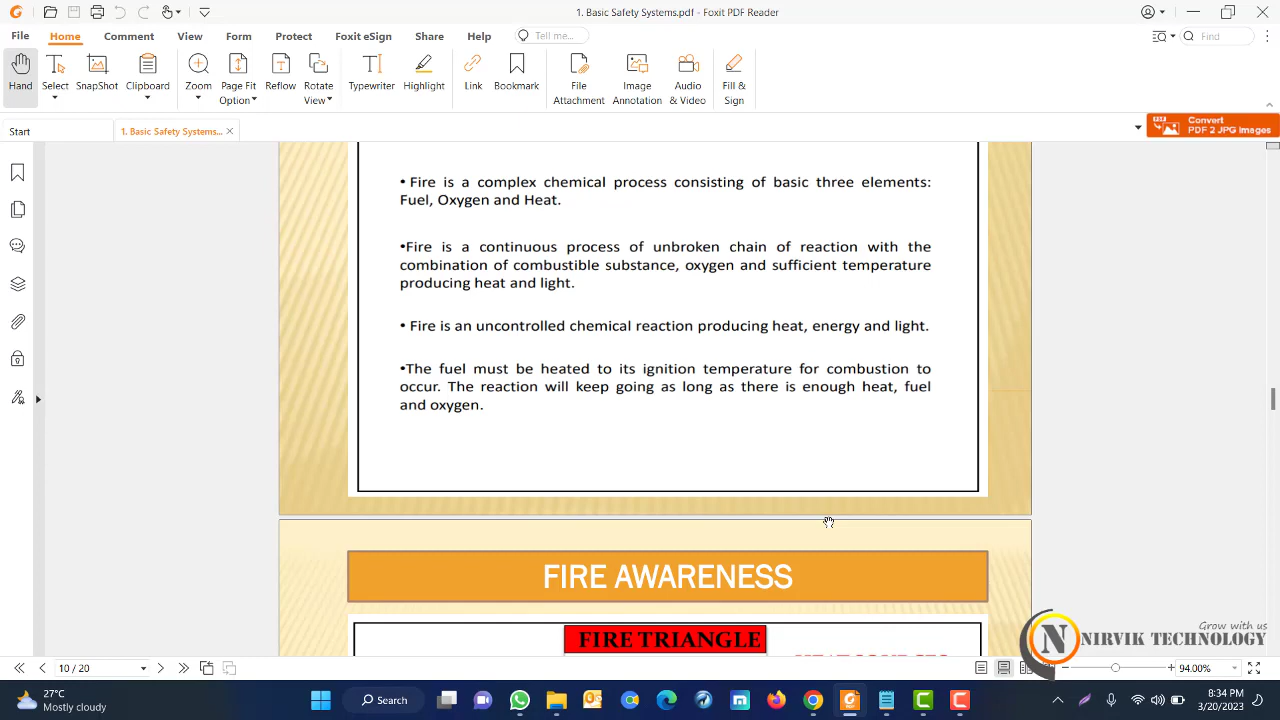 1. Basic Safety Systems.pdf - Foxit PDF Reader
File Home Comment View Form Protect Foxit eSign Share Help Tell me... Find
Hand Select SnapShot Clipboard Zoom Page Fit Option Reflow Rotate View Typewriter Highlight Link Bookmark File Attachment Image Annotation Audio & Video Fill & Sign
Start 1. Basic Safety Systems... Convert PDF 2 JPG Images
• Fire is a complex chemical process consisting of basic three elements:
Fuel, Oxygen and Heat.
•Fire is a continuous process of unbroken chain of reaction with the
combination of combustible substance, oxygen and sufficient temperature
producing heat and light.
• Fire is an uncontrolled chemical reaction producing heat, energy and light.
•The fuel must be heated to its ignition temperature for combustion to
occur. The reaction will keep going as long as there is enough heat, fuel
and oxygen.
FIRE AWARENESS
FIRE TRIANGLE
Grow with us
N NIRVIK TECHNOLOGY
10 / 20 94.00%
27°C
Mostly cloudy
Search
8:34 PM
3/20/2023